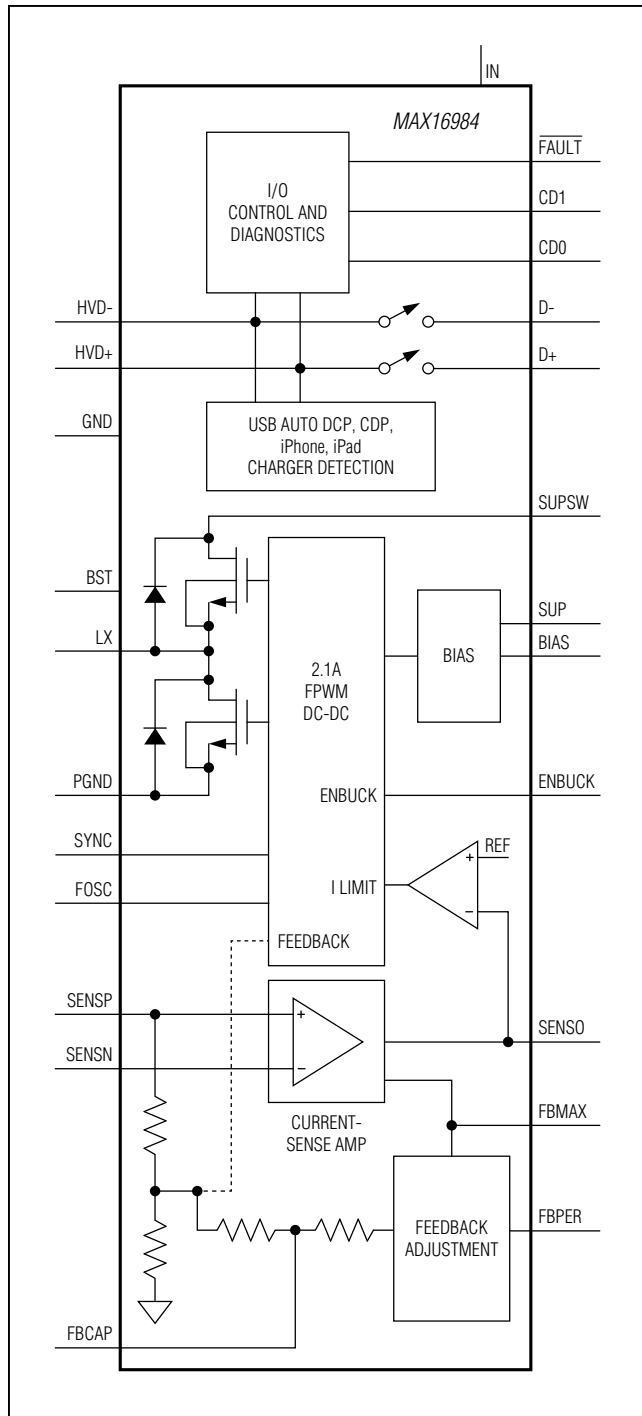 IN
MAX16984
I/O
CONTROL AND
DIAGNOSTICS
FAULT
CD1
CD0
HVD-
D-
HVD+
D+
GND
USB AUTO DCP, CDP,
iPhone, iPad
CHARGER DETECTION
SUPSW
BST
SUP
LX
BIAS
BIAS
2.1A
FPWM
DC-DC
PGND
ENBUCK
ENBUCK
SYNC
REF
+
I LIMIT
FOSC
-
FEEDBACK
SENSP
+
SENSO
SENSN
-
CURRENT-
SENSE AMP
FBMAX
FEEDBACK
ADJUSTMENT
FBPER
FBCAP